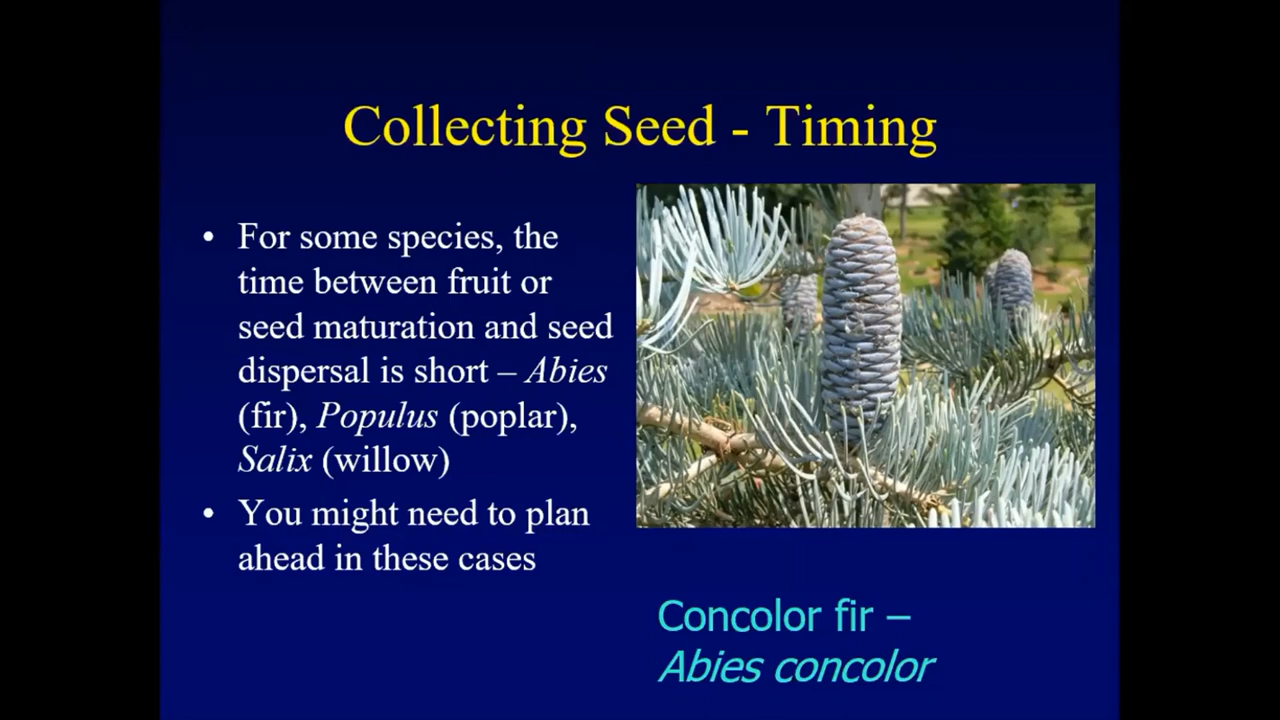 Collecting Seed - Timing
• For some species, the
time between fruit or
seed maturation and seed
dispersal is short – Abies
(fir), Populus (poplar),
Salix (willow)
• You might need to plan
ahead in these cases
Concolor fir –
Abies concolor